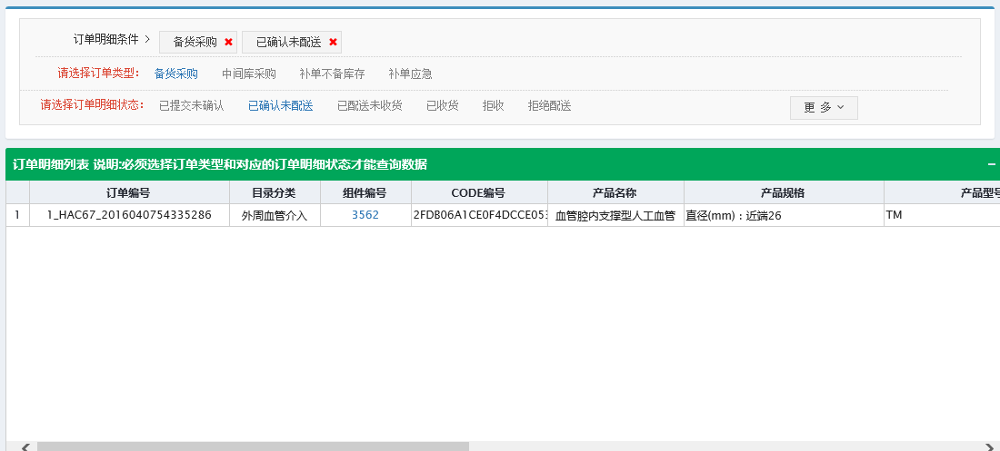 订单明细条件 > 备货采购 ✖ 已确认未配送 ✖
请选择订单类型: 备货采购 中间库采购 补单不备库存 补单应急
请选择订单明细状态: 已提交未确认 已确认未配送 已配送未收货 已收货 拒收 拒绝配送 更 多
订单明细列表 说明:必须选择订单类型和对应的订单明细状态才能查询数据
订单编号 目录分类 组件编号 CODE编号 产品名称 产品规格 产品型号
1 1_HAC67_2016040754335286 外周血管介入 3562 2FDB06A1CE0F4DCCE053 血管腔内支撑型人工血管 直径(mm)：近端26 TM